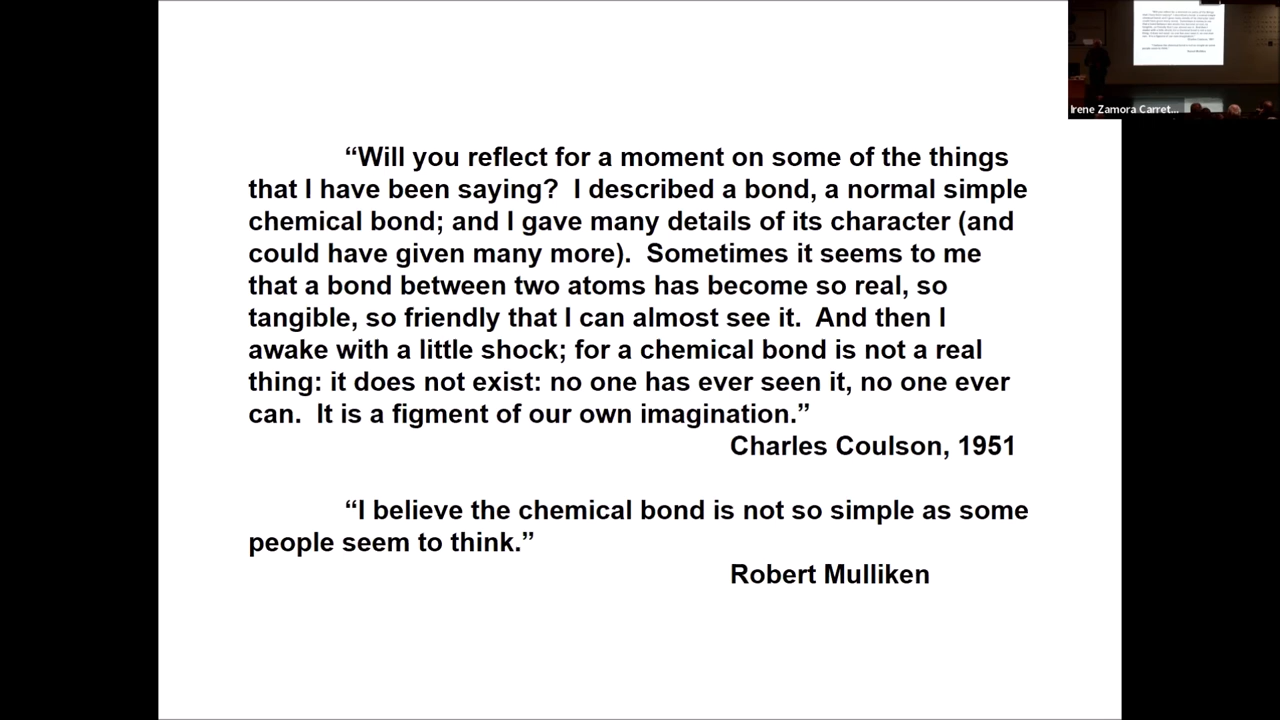 Irene Zamora Carret...
“Will you reflect for a moment on some of the things
that I have been saying?  I described a bond, a normal simple
chemical bond; and I gave many details of its character (and
could have given many more).  Sometimes it seems to me
that a bond between two atoms has become so real, so
tangible, so friendly that I can almost see it.  And then I
awake with a little shock; for a chemical bond is not a real
thing: it does not exist: no one has ever seen it, no one ever
can.  It is a figment of our own imagination.”
Charles Coulson, 1951
“I believe the chemical bond is not so simple as some
people seem to think.”
Robert Mulliken